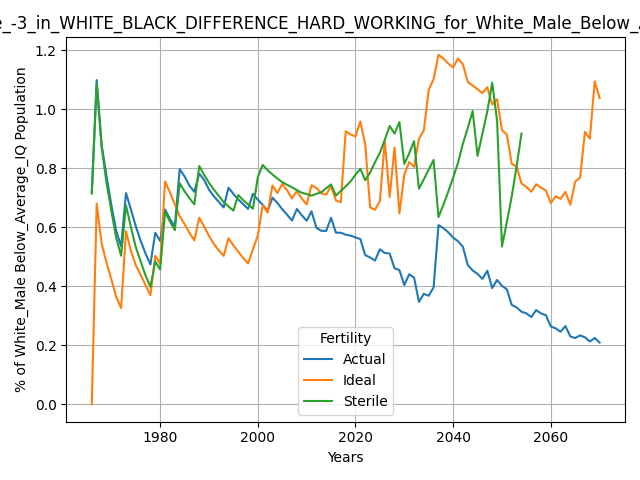 e_-3_in_WHITE_BLACK_DIFFERENCE_HARD_WORKING_for_White_Male_Below_
% of White_Male Below_Average_IQ Population
1.2
1.0
0.8
0.6
0.4
0.2
0.0
Fertility
Actual
Ideal
Sterile
1980
2000
2020
2040
2060
Years